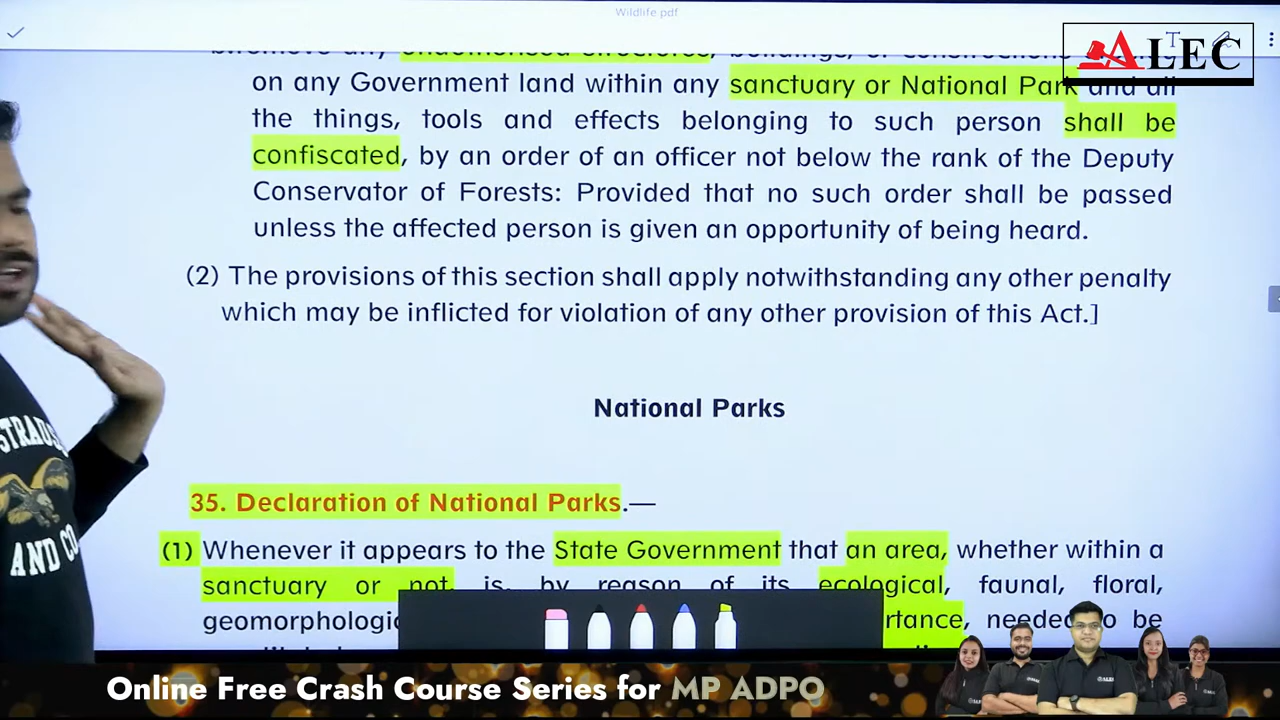 Wildlife.pdf
ALEC
on any Government land within any sanctuary or National Park and all
the things, tools and effects belonging to such person shall be
confiscated, by an order of an officer not below the rank of the Deputy
Conservator of Forests: Provided that no such order shall be passed
unless the affected person is given an opportunity of being heard.
(2) The provisions of this section shall apply notwithstanding any other penalty
which may be inflicted for violation of any other provision of this Act.]
National Parks
35. Declaration of National Parks.—
(1) Whenever it appears to the State Government that an area, whether within a
sanctuary or not, is, by reason of its ecological, faunal, floral,
needed to be
STRAUS
AND CO
Online Free Crash Course Series for MP ADPO